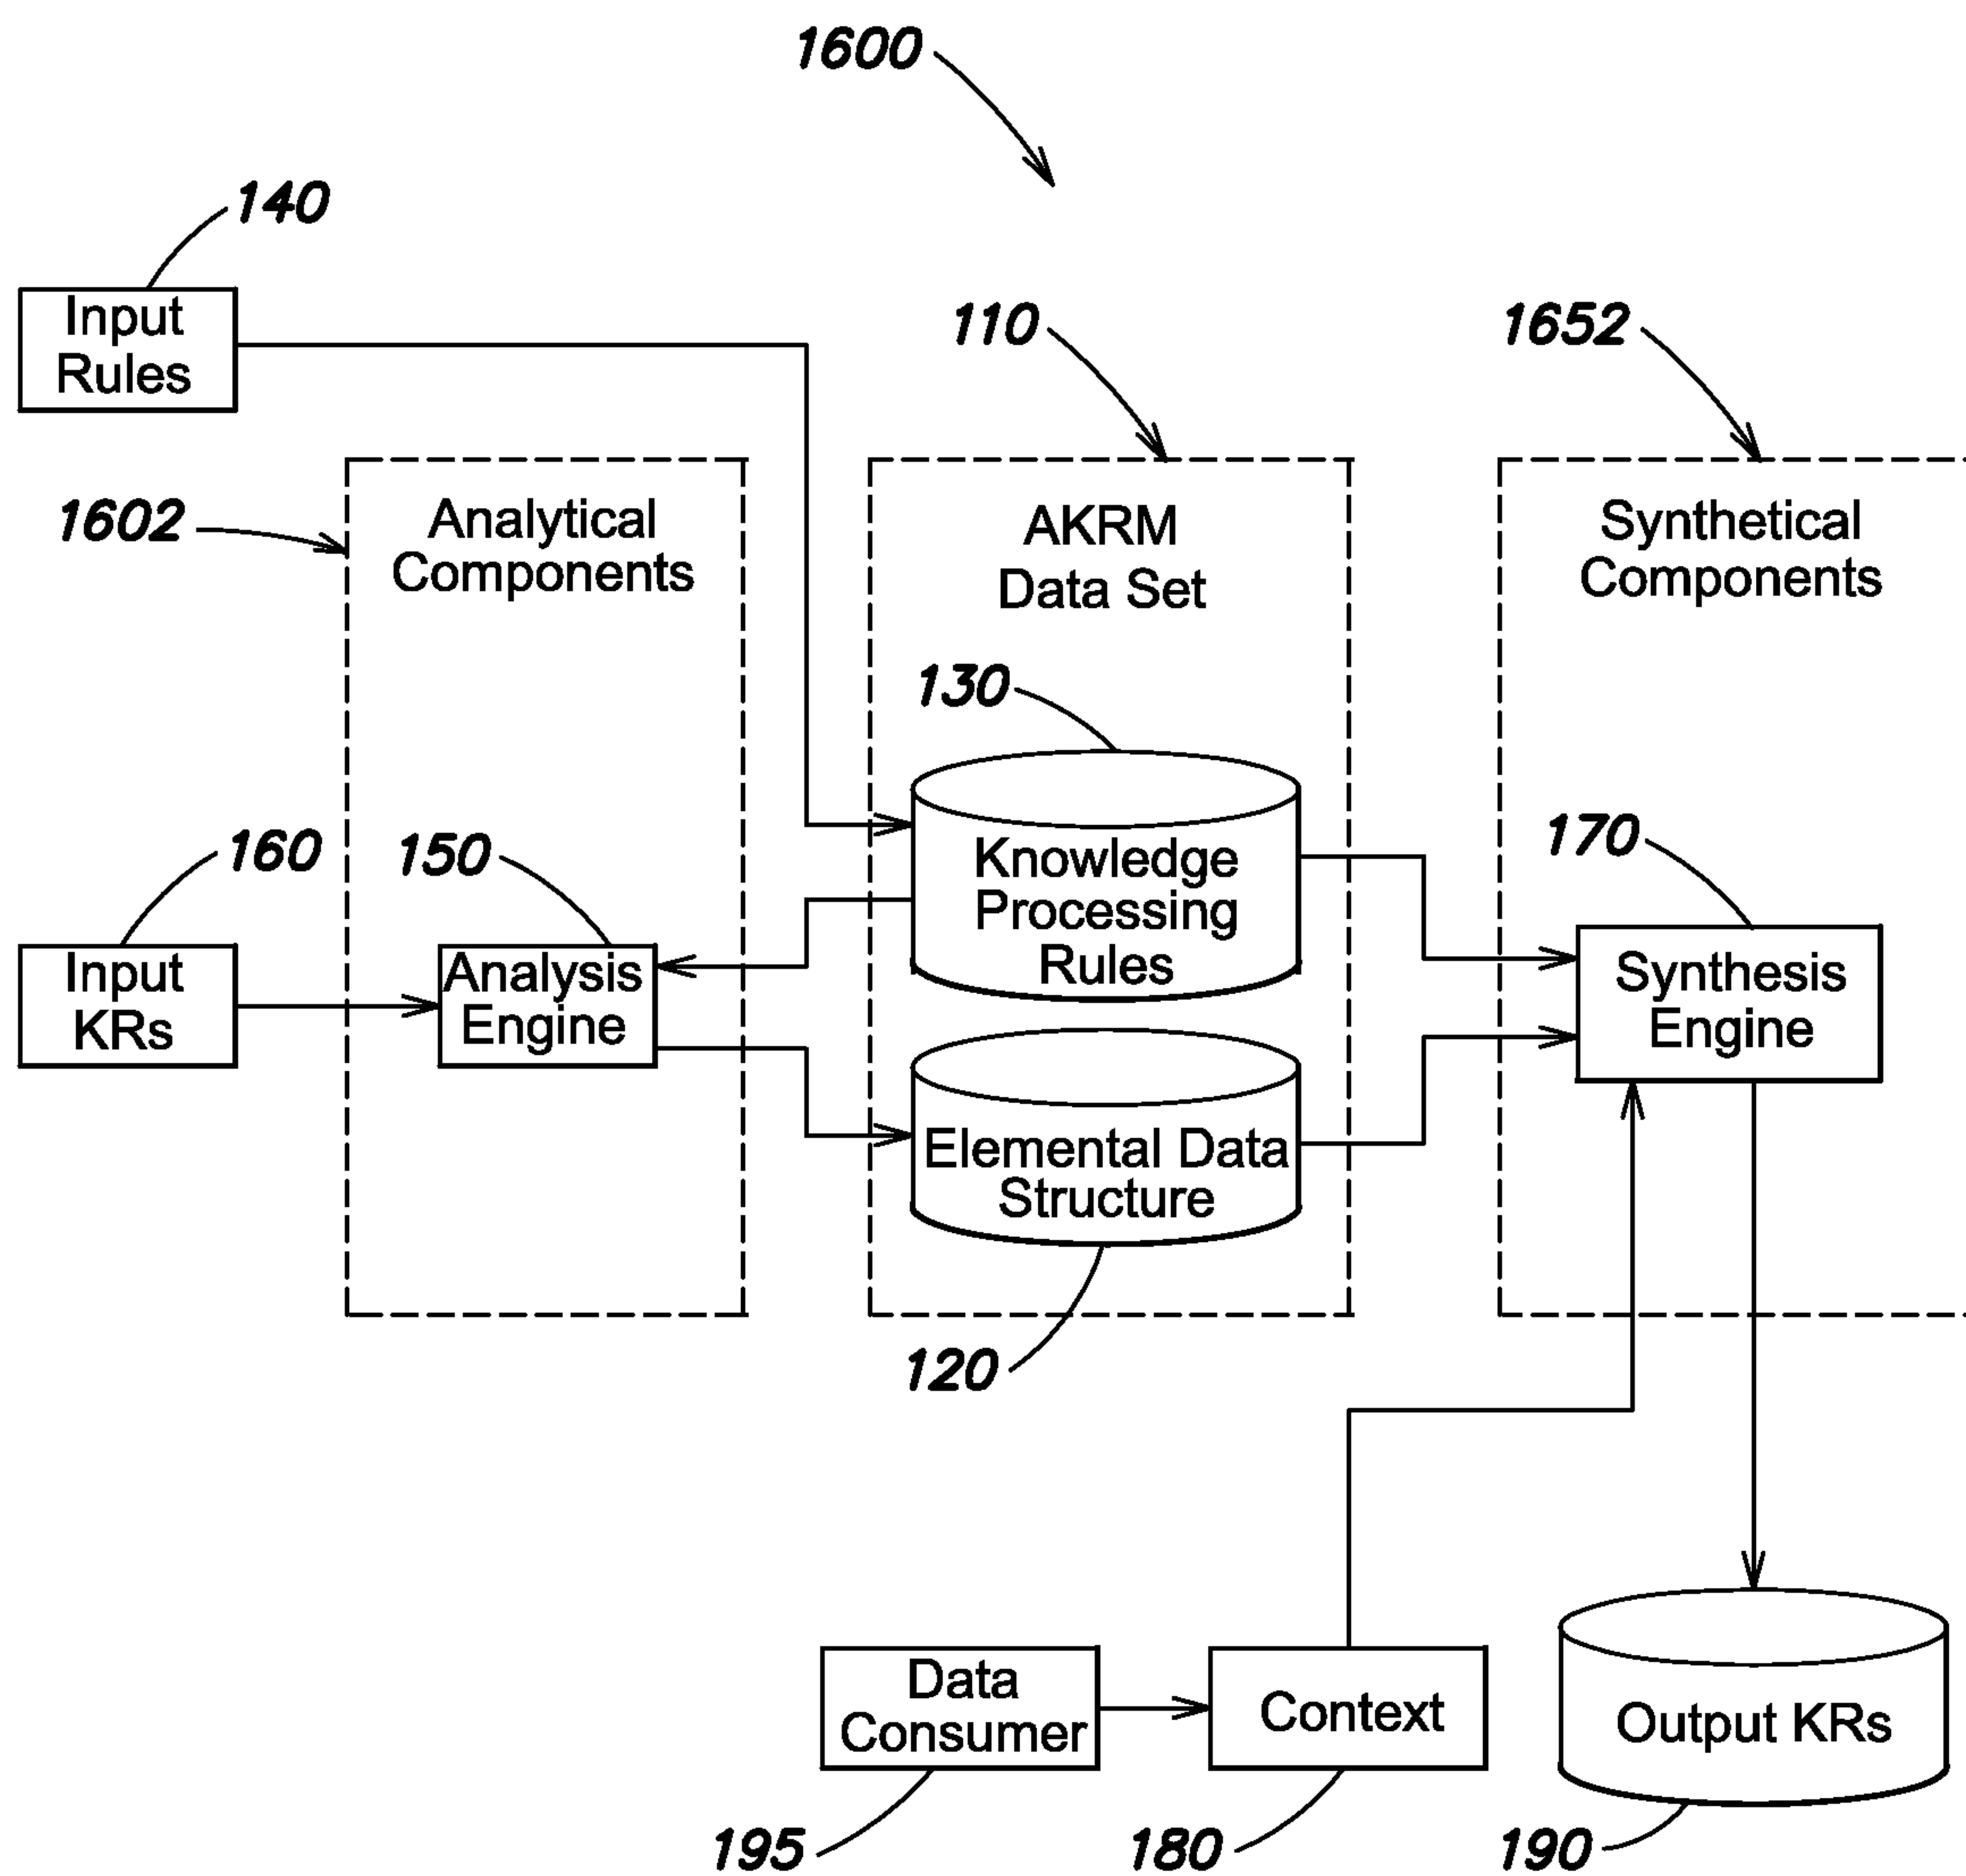 1600
140
Input
Rules
110
1652
1602
Analytical
Components
AKRM
Data Set
Synthetical
Components
130
160
150
170
Knowledge
Processing
Rules
Input
KRs
Analysis
Engine
Synthesis
Engine
Elemental Data
Structure
120
Data
Consumer
Context
Output KRs
195
180
190